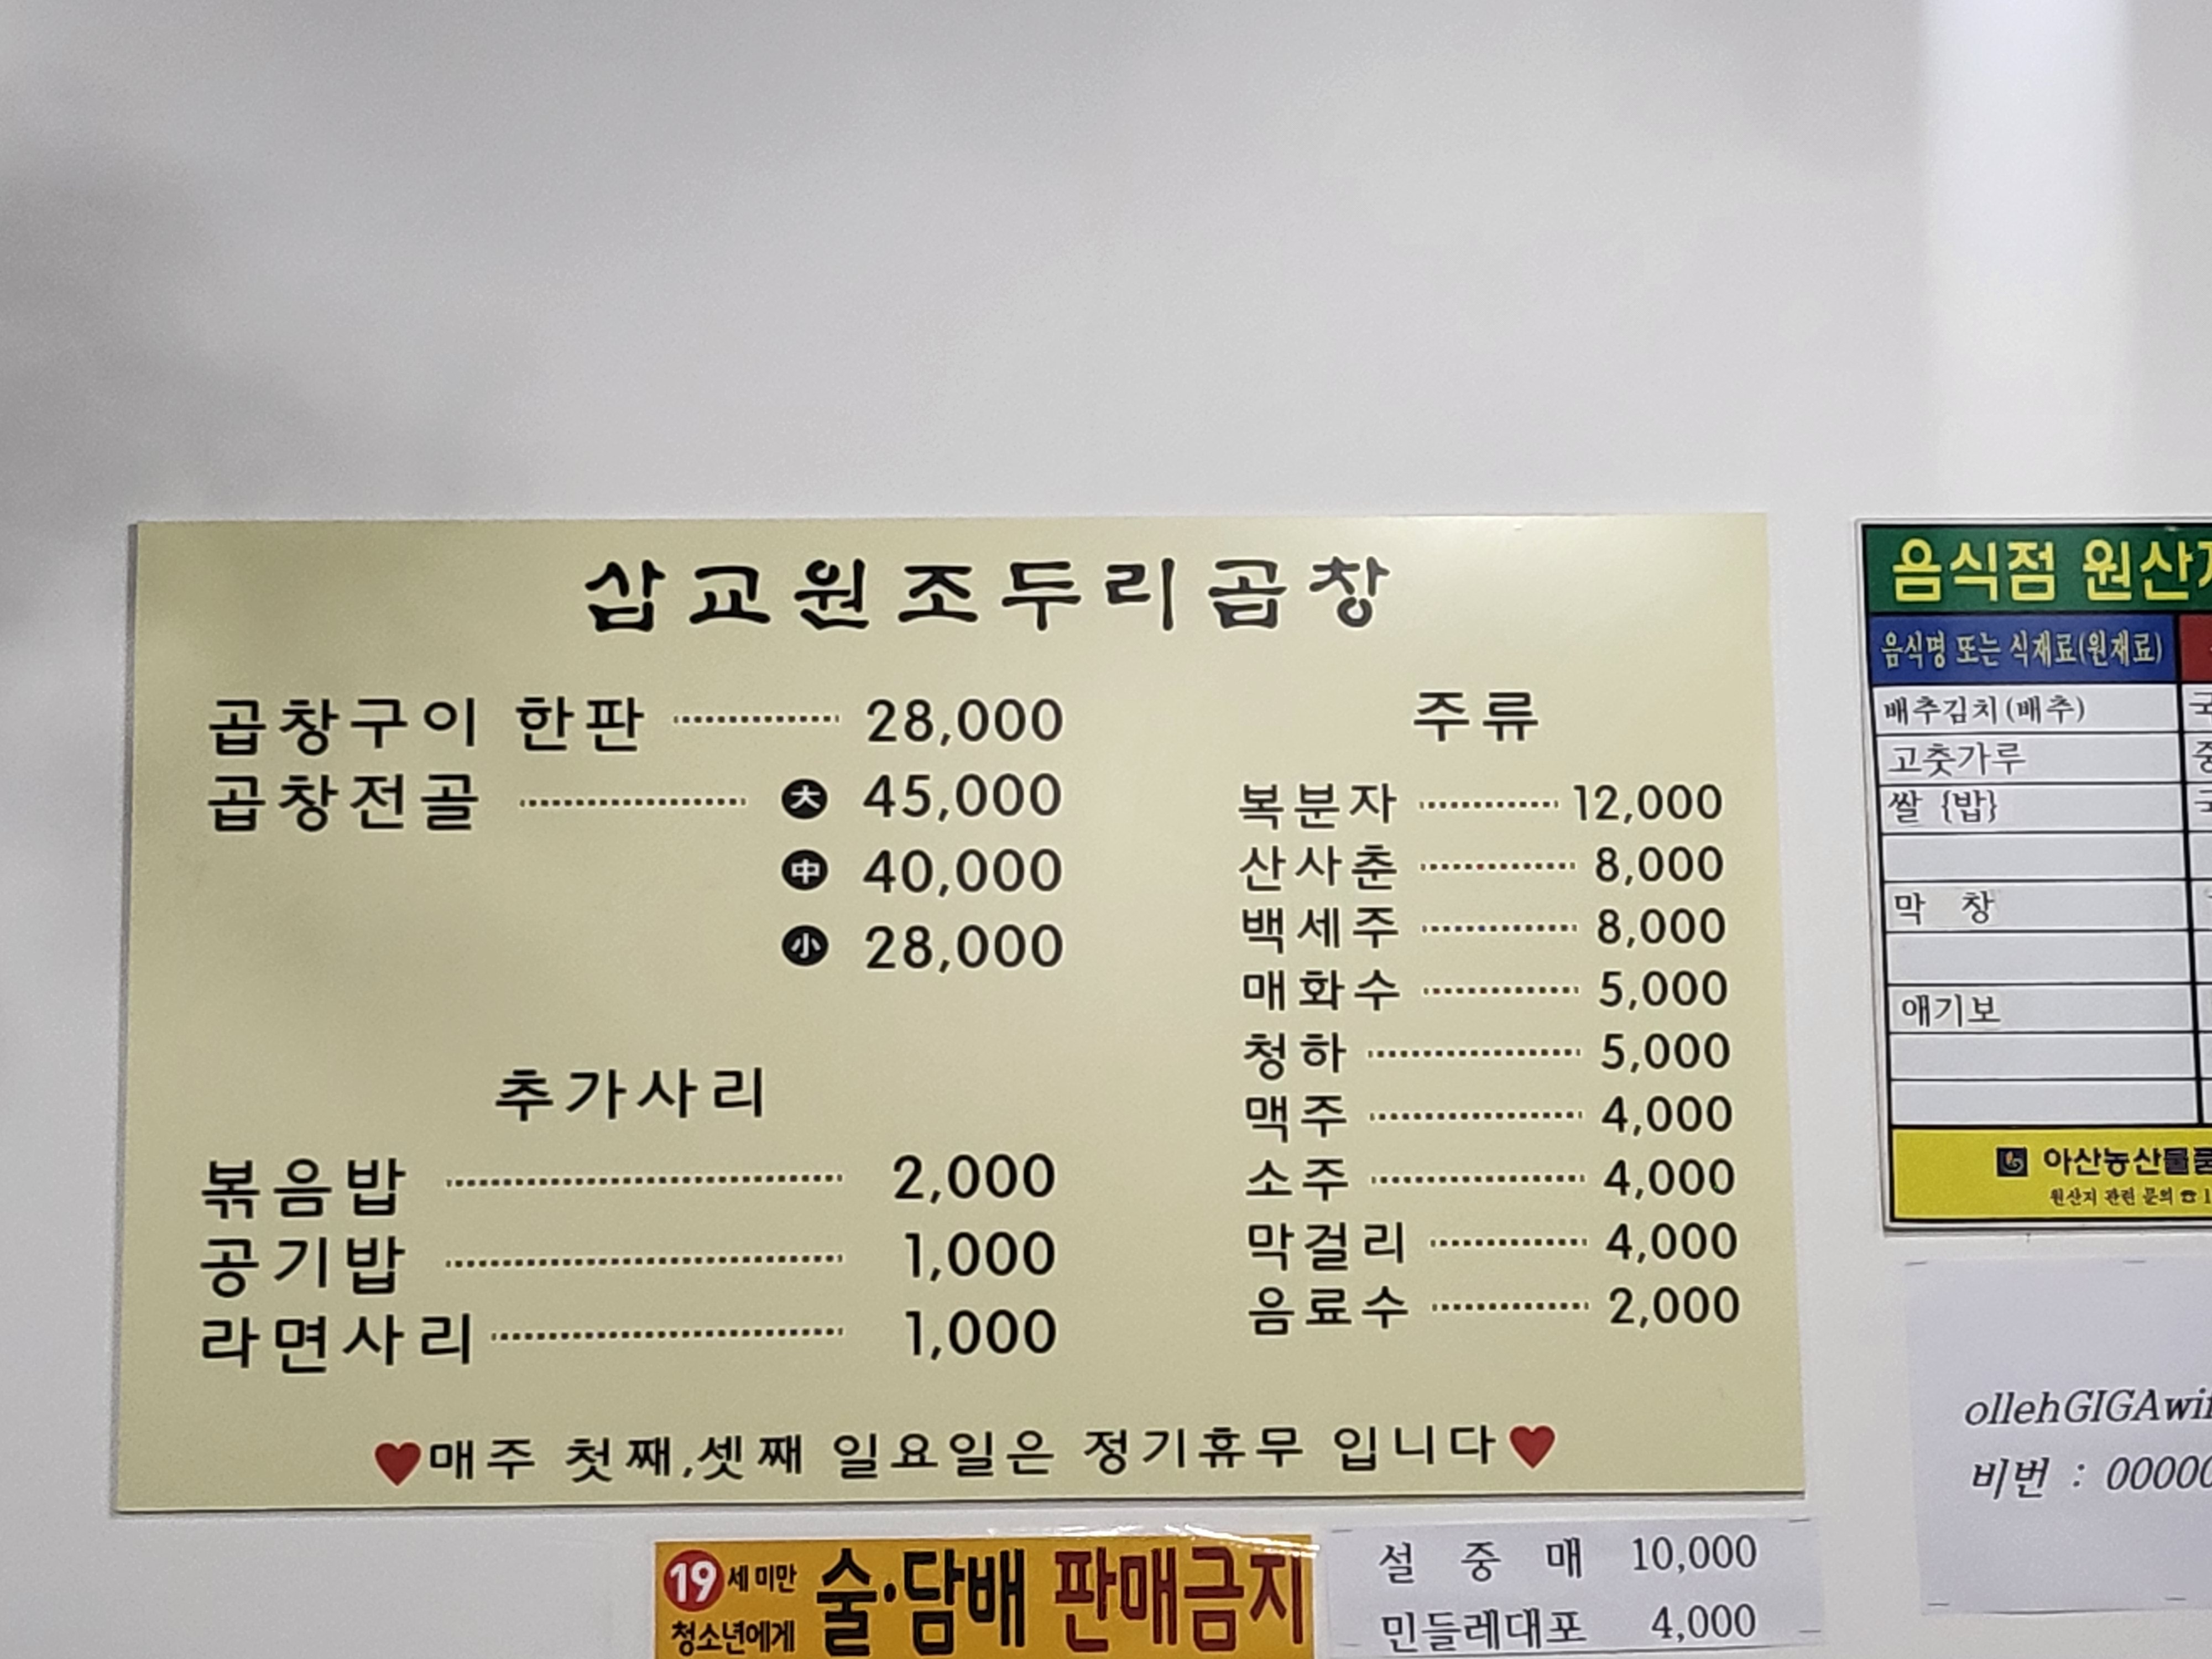 삽교원조두리곱창
곱창구이 한판 28,000
곱창전골 大 45,000
中 40,000
小 28,000
추가사리
볶음밥 2,000
공기밥 1,000
라면사리 1,000
주류
복분자 12,000
산사춘 8,000
백세주 8,000
매화수 5,000
청하 5,000
맥주 4,000
소주 4,000
막걸리 4,000
음료수 2,000
♥매주 첫째,셋째 일요일은 정기휴무 입니다♥
19세 미만
청소년에게
술·담배 판매금지
설 중 매 10,000
민들레대포 4,000
음식점
음식명 또는 식재료(원재료)
배추김치(배추)
고춧가루
쌀 {밥}
막 창
애기보
원산지 관련 문의 ☎
비번 :